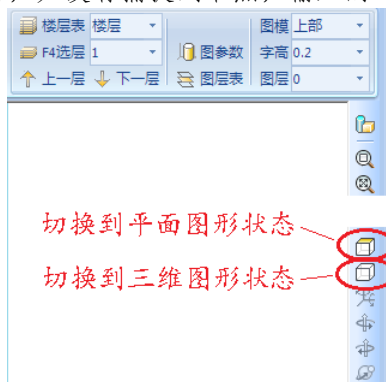 楼层表 楼层 图模 上部
F4选层 1 图参数 字高 0.2
上一层 下一层 图层表 图层 0
切换到平面图形状态
切换到三维图形状态